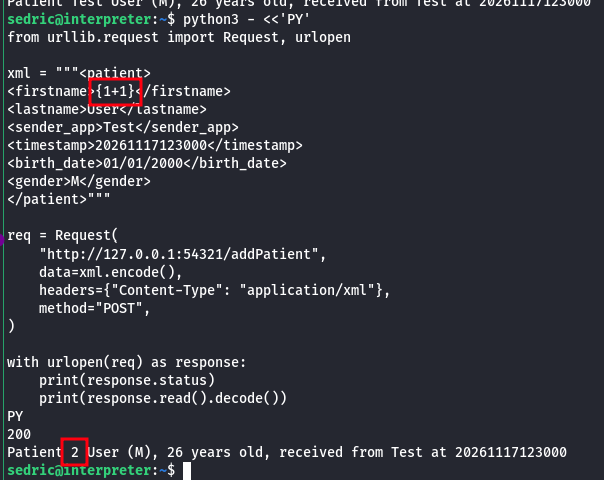 Patient Test User (M), 26 years old, received from Test at 20261117123000
sedric@interpreter:~$ python3 - <<'PY'
from urllib.request import Request, urlopen
xml = """<patient>
<firstname>{1+1}</firstname>
<lastname>User</lastname>
<sender_app>Test</sender_app>
<timestamp>20261117123000</timestamp>
<birth_date>01/01/2000</birth_date>
<gender>M</gender>
</patient>"""
req = Request(
    "http://127.0.0.1:54321/addPatient",
    data=xml.encode(),
    headers={"Content-Type": "application/xml"},
    method="POST",
)
with urlopen(req) as response:
    print(response.status)
    print(response.read().decode())
PY
200
Patient 2 User (M), 26 years old, received from Test at 20261117123000
sedric@interpreter:~$